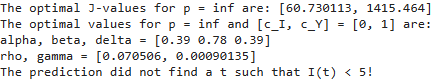 The optimal J-values for p = inf are: [60.730113, 1415.464]
The optimal values for p = inf and [c_I, c_Y] = [0, 1] are:
alpha, beta, delta = [0.39 0.78 0.39]
rho, gamma = [0.070506, 0.00090135]
The prediction did not find a t such that I(t) < 5!